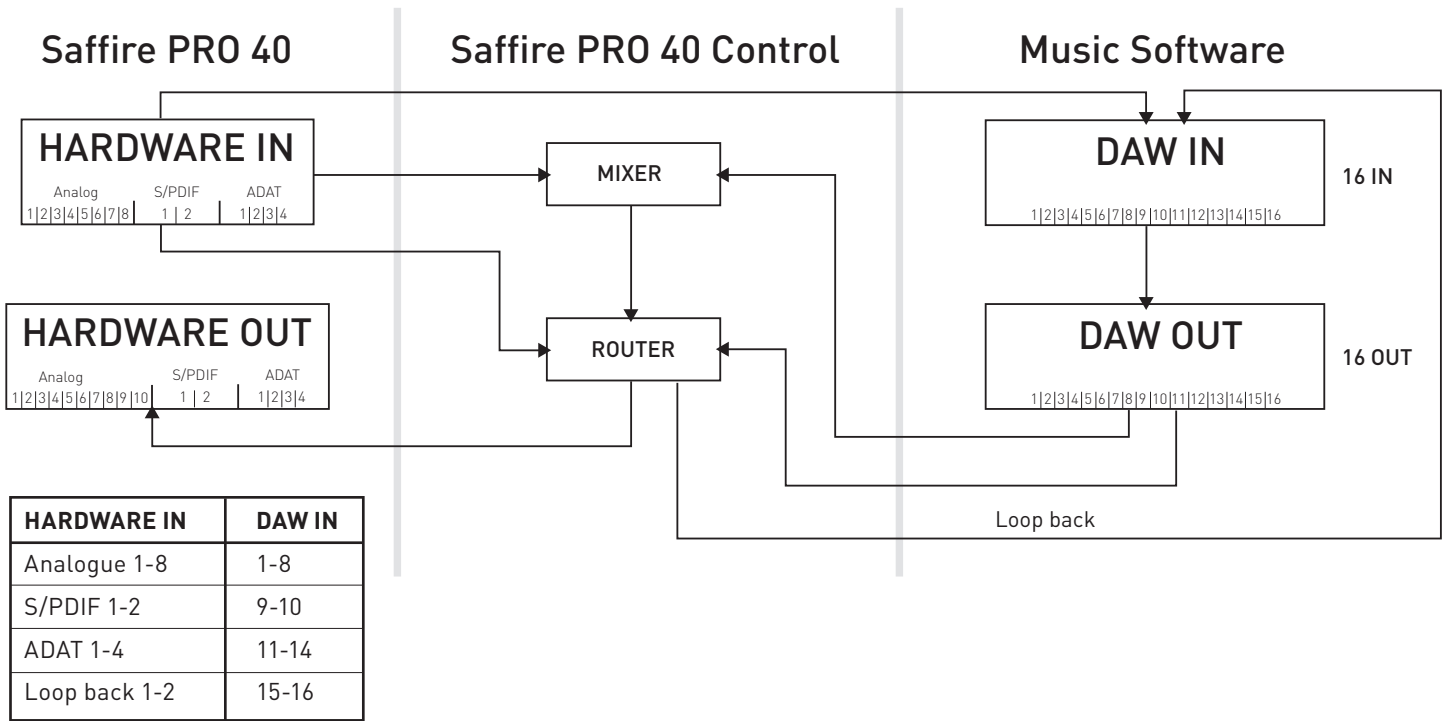 Saffire PRO 40
Saffire PRO 40 Control
Music Software
HARDWARE IN
Analog S/PDIF ADAT
1|2|3|4|5|6|7|8 1 | 2 1|2|3|4
MIXER
DAW IN
1|2|3|4|5|6|7|8|9|10|11|12|13|14|15|16
16 IN
HARDWARE OUT
Analog S/PDIF ADAT
1|2|3|4|5|6|7|8|9|10 1 | 2 1|2|3|4
ROUTER
DAW OUT
1|2|3|4|5|6|7|8|9|10|11|12|13|14|15|16
16 OUT
Loop back
HARDWARE IN DAW IN
Analogue 1-8 1-8
S/PDIF 1-2 9-10
ADAT 1-4 11-14
Loop back 1-2 15-16